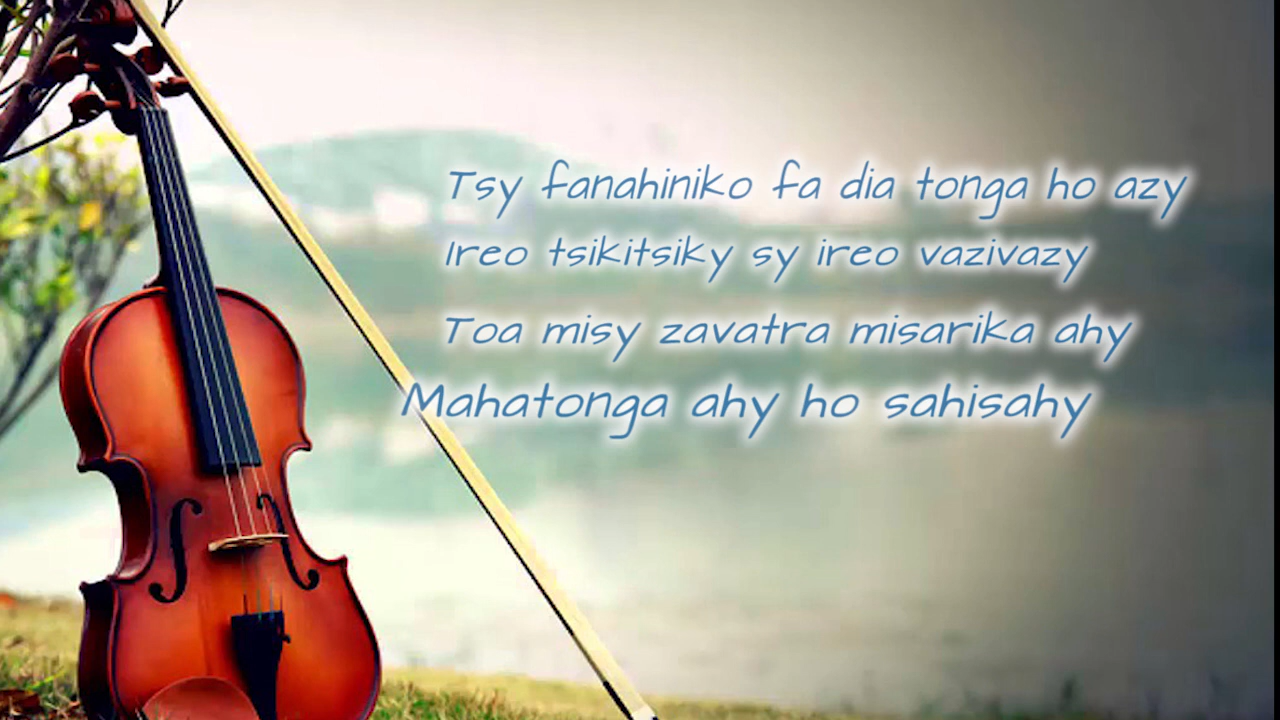 Tsy fanahiniko fa dia tonga ho azy
Ireo tsikitsiky sy ireo vazivazy
Toa misy zavatra misarika ahy
Mahatonga ahy ho sahisahy